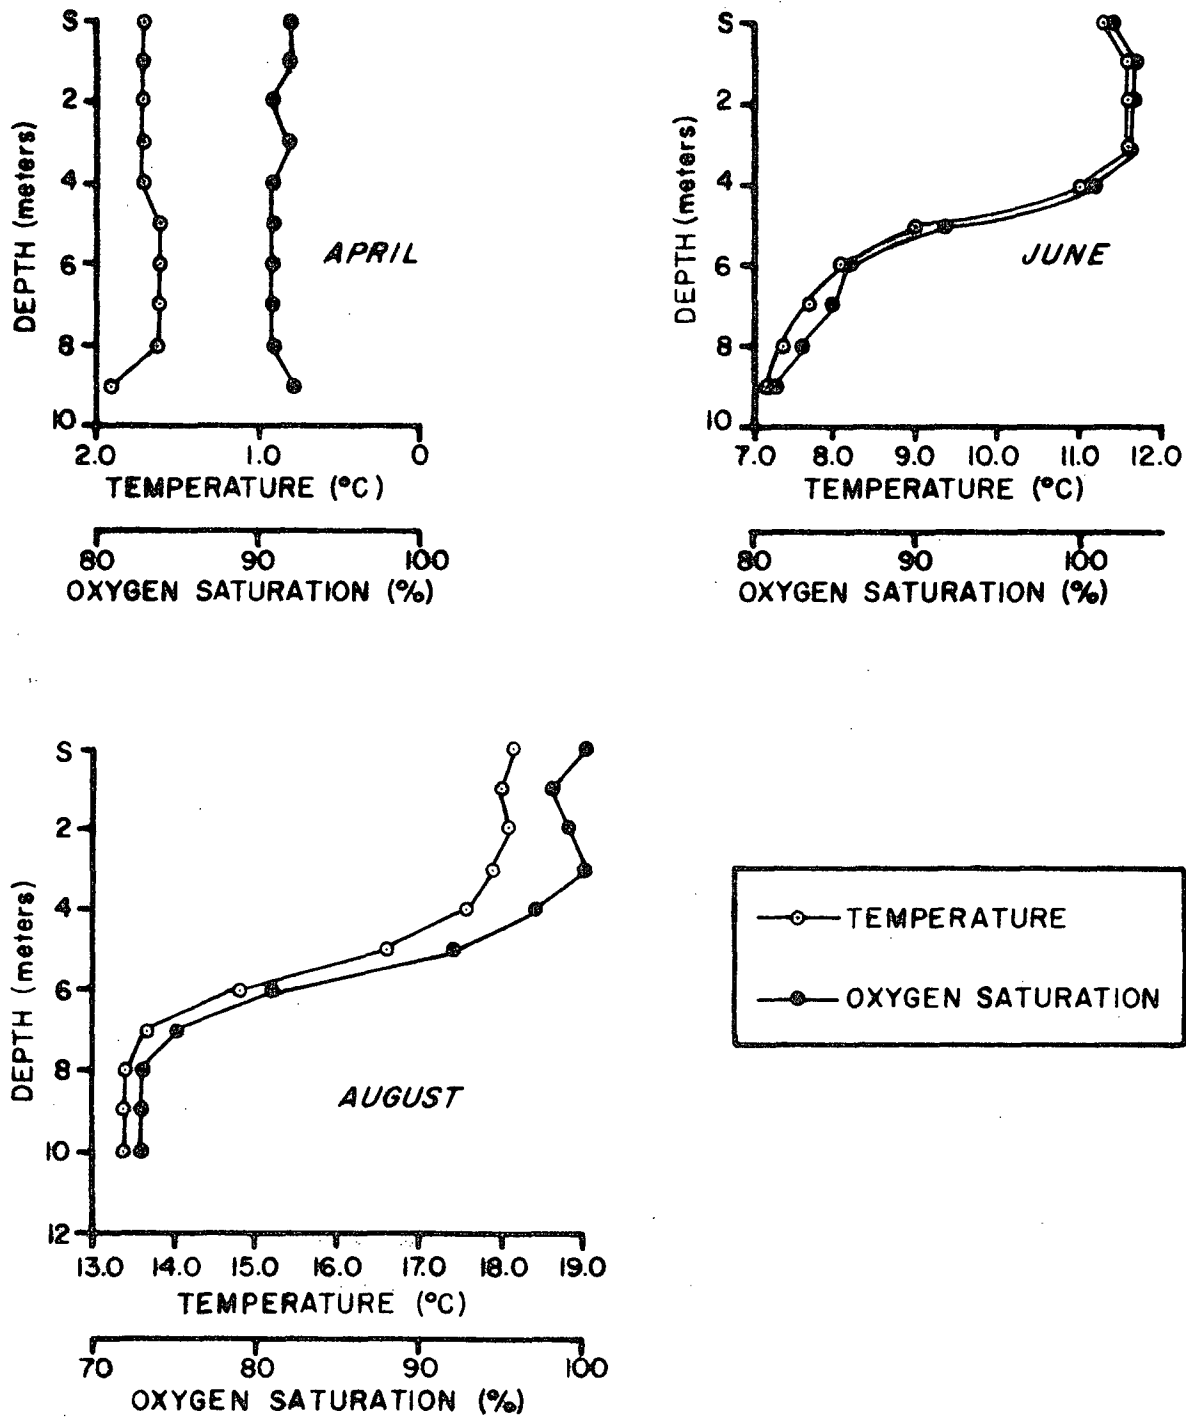 S
2
4
6
8
10
DEPTH (meters)
APRIL
2.0 1.0 0
TEMPERATURE (°C)
80 90 100
OXYGEN SATURATION (%)
S
2
4
6
8
10
DEPTH (meters)
JUNE
7.0 8.0 9.0 10.0 11.0 12.0
TEMPERATURE (°C)
80 90 100
OXYGEN SATURATION (%)
S
2
4
6
8
10
12
DEPTH (meters)
AUGUST
13.0 14.0 15.0 16.0 17.0 18.0 19.0
TEMPERATURE (°C)
70 80 90 100
OXYGEN SATURATION (%)
TEMPERATURE
OXYGEN SATURATION